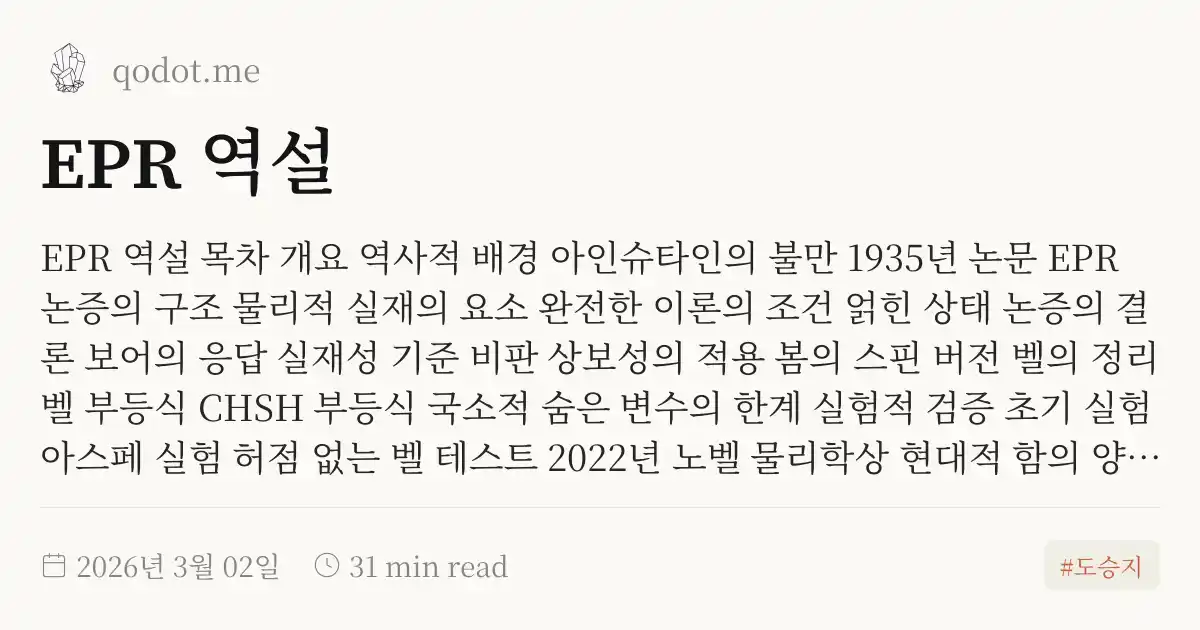 qodot.me
EPR 역설
EPR 역설 목차 개요 역사적 배경 아인슈타인의 불만 1935년 논문 EPR
논증의 구조 물리적 실재의 요소 완전한 이론의 조건 얽힌 상태 논증의 결
론 보어의 응답 실재성 기준 비판 상보성의 적용 봄의 스핀 버전 벨의 정리
벨 부등식 CHSH 부등식 국소적 숨은 변수의 한계 실험적 검증 초기 실험
아스페 실험 허점 없는 벨 테스트 2022년 노벨 물리학상 현대적 함의 양…
2026년 3월 02일 31 min read #도승지